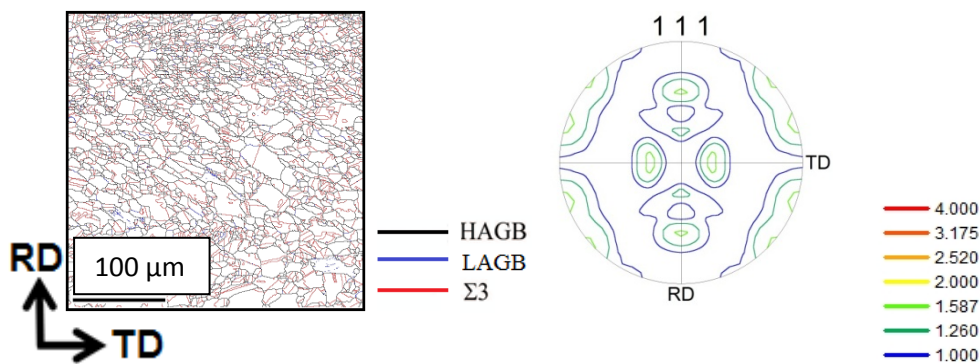 RD
TD
100 µm
HAGB
LAGB
Σ3
1 1 1
TD
RD
4.000
3.175
2.520
2.000
1.587
1.260
1.000